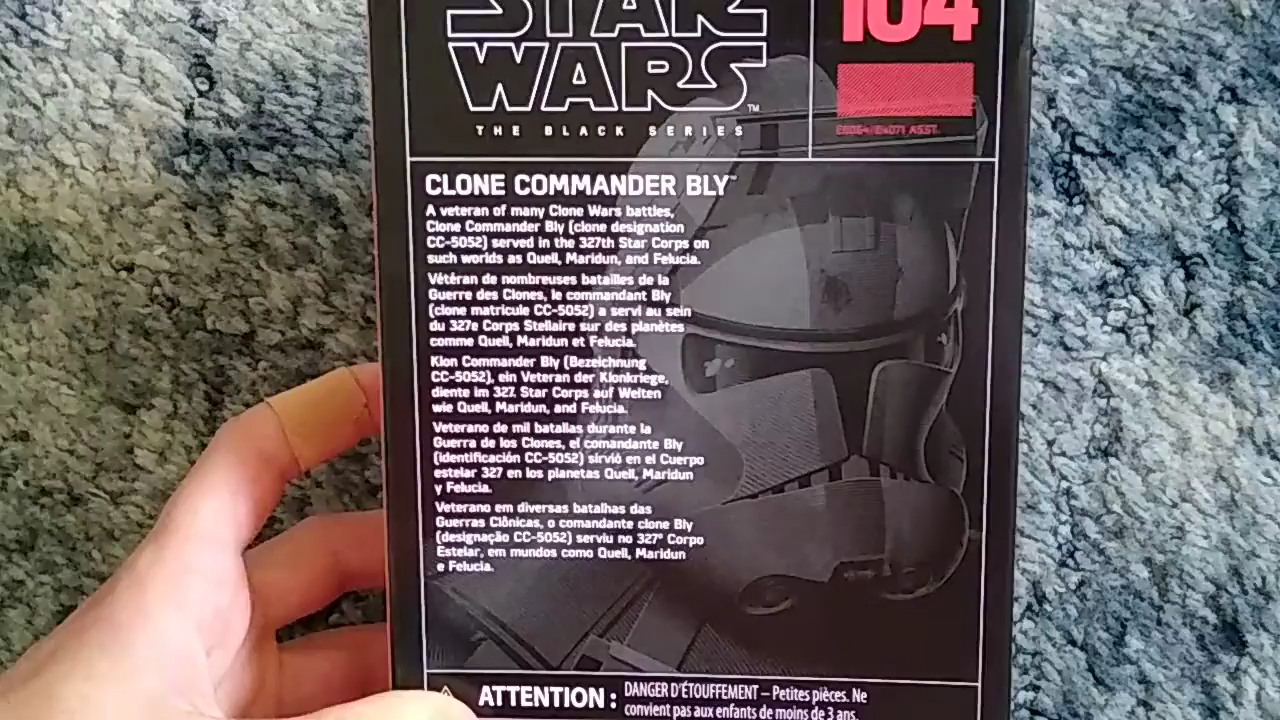 STAR
WARS™
THE BLACK SERIES
104
CLONE COMMANDER BLY™
A veteran of many Clone Wars battles,
Clone Commander Bly (clone designation
CC-5052) served in the 327th Star Corps on
such worlds as Quell, Maridun, and Felucia.
Vétéran de nombreuses batailles de la
Guerre des Clones, le commandant Bly
(clone matricule CC-5052) a servi au sein
du 327e Corps Stellaire sur des planètes
comme Quell, Maridun et Felucia.
Klon Commander Bly (Bezeichnung
CC-5052), ein Veteran der Klonkriege,
diente im 327. Star Corps auf Welten
wie Quell, Maridun, and Felucia.
Veterano de mil batallas durante la
Guerra de los Clones, el comandante Bly
(identificación CC-5052) sirvió en el Cuerpo
estelar 327 en los planetas Quell, Maridun
y Felucia.
Veterano em diversas batalhas das
Guerras Clônicas, o comandante clone Bly
(designação CC-5052) serviu no 327° Corpo
Estelar, em mundos como Quell, Maridun
e Felucia.
ATTENTION : DANGER D'ÉTOUFFEMENT – Petites pièces. Ne
convient pas aux enfants de moins de 3 ans.